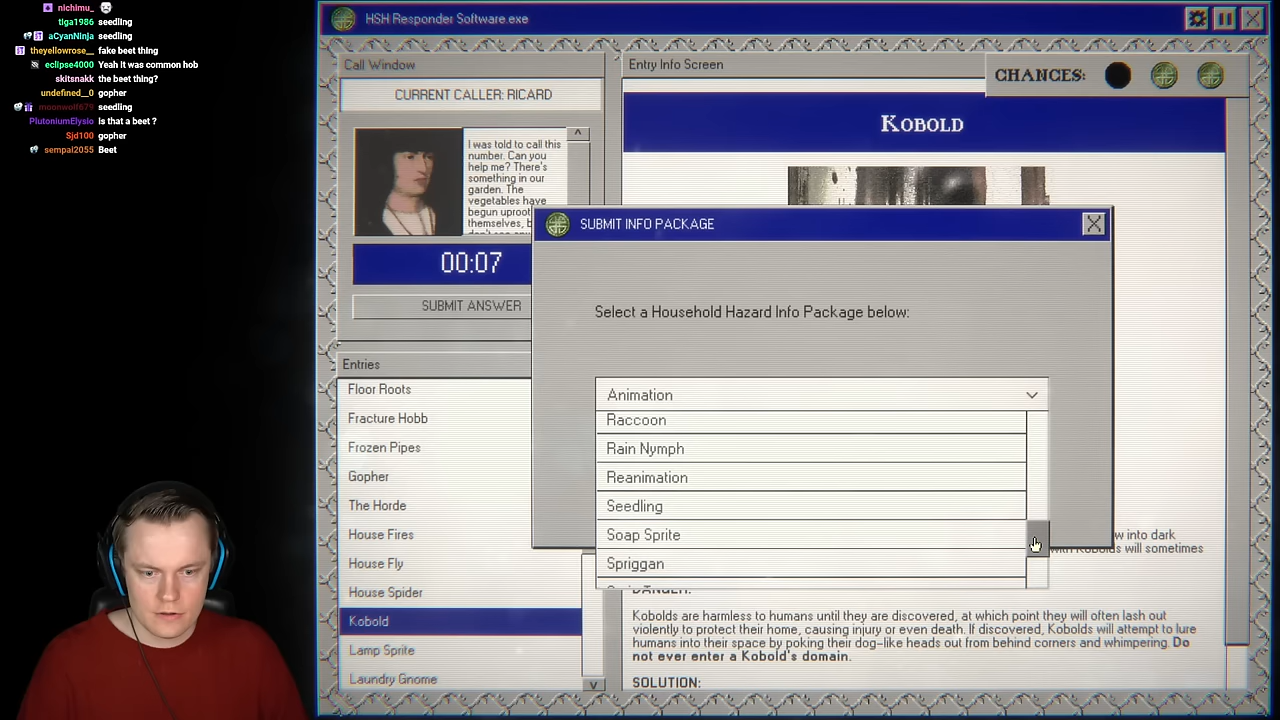 nichimu_
tiga1986 seedling
aCyanNinja seedling
theyellowrose__ fake beet thing
eclipse4000 Yeah it was common hob
skitsnakk the beet thing?
undefined__0 gopher
moonwolf679 seedling
PlutoniumElysio Is that a beet ?
Sjd100 gopher
sempal2055 Beet
HSH Responder Software.exe
Call Window
CURRENT CALLER: RICARD
I was told to call this
number. Can you
help me? There's
something in our
garden. The
vegetables have
begun uproot
themselves, b
00:07
SUBMIT ANSWER
Entries
Floor Roots
Fracture Hobb
Frozen Pipes
Gopher
The Horde
House Fires
House Fly
House Spider
Kobold
Lamp Sprite
Laundry Gnome
Entry Info Screen
CHANCES:
Kobold
SUBMIT INFO PACKAGE
Select a Household Hazard Info Package below:
Animation
Raccoon
Rain Nymph
Reanimation
Seedling
Soap Sprite
Spriggan
w into dark
with Kobolds will sometimes
DANGER:
Kobolds are harmless to humans until they are discovered, at which point they will often lash out
violently to protect their home, causing injury or even death. If discovered, Kobolds will attempt to lure
humans into their space by poking their dog-like heads out from behind corners and whimpering. Do
not ever enter a Kobold's domain.
SOLUTION: